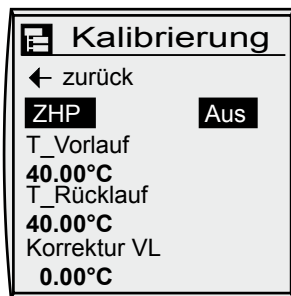 Kalibrierung
← zurück
ZHP Aus
T_Vorlauf
40.00°C
T_Rücklauf
40.00°C
Korrektur VL
0.00°C